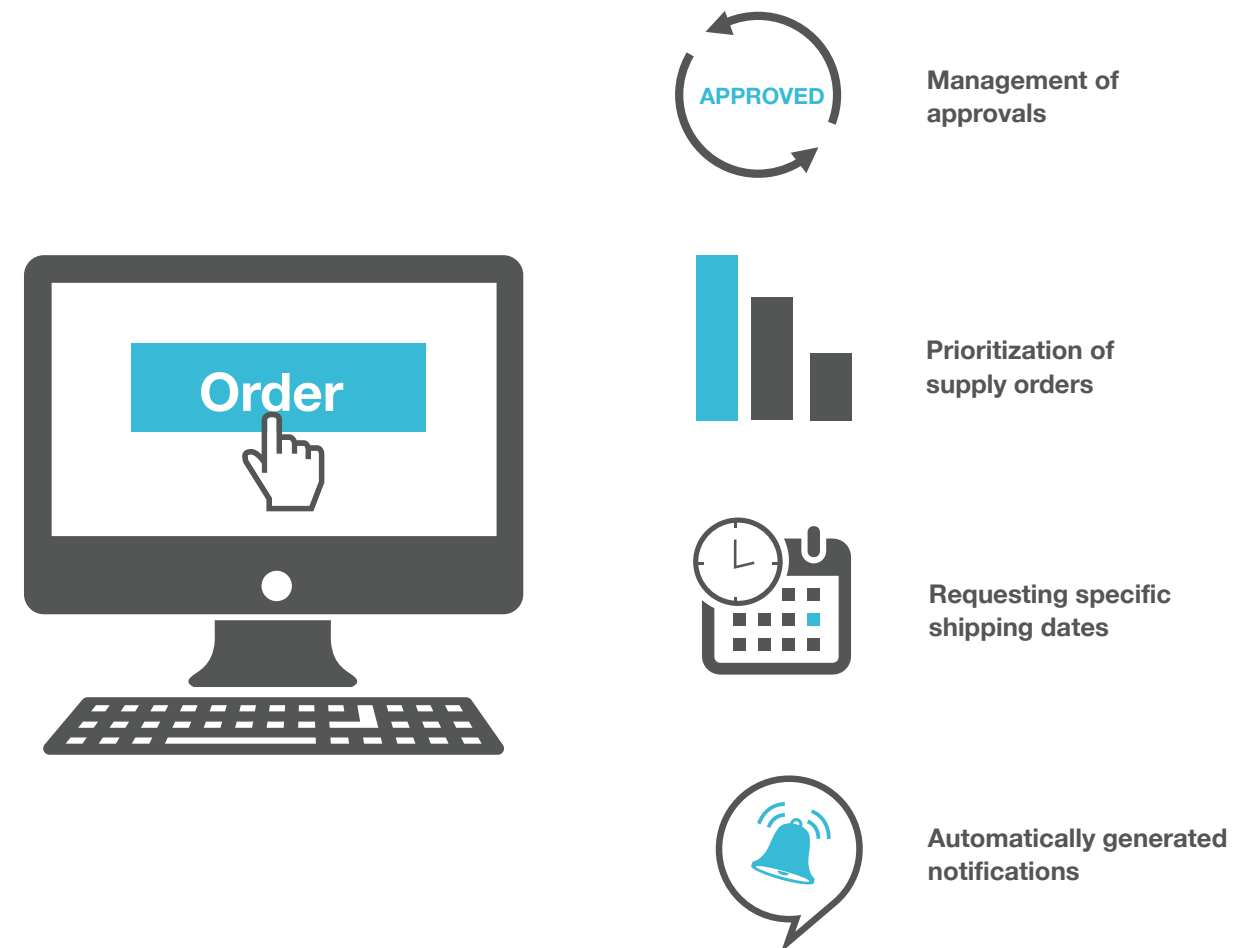 Order
APPROVED
Management of
approvals
Prioritization of
supply orders
Requesting specific
shipping dates
Automatically generated
notifications